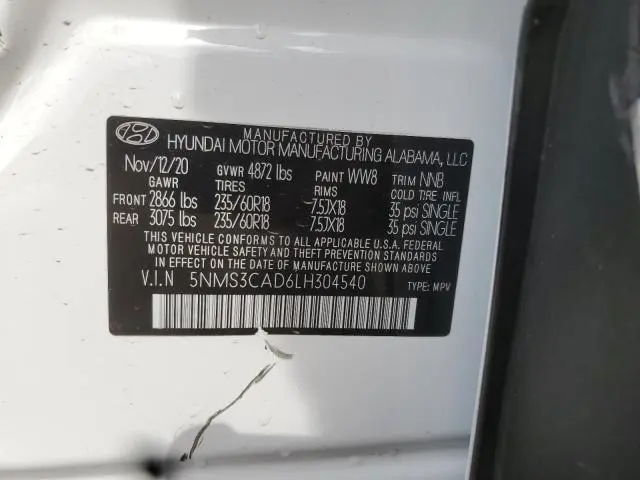 MANUFACTURED BY
HYUNDAI MOTOR MANUFACTURING ALABAMA, LLC
Nov/12/20 GVWR 4872 lbs PAINT WW8 TRIM NNB
GAWR TIRES RIMS COLD TIRE INFL
FRONT 2866 lbs 235/60R18 7.5JX18 35 psi SINGLE
REAR 3075 lbs 235/60R18 7.5JX18 35 psi SINGLE
THIS VEHICLE CONFORMS TO ALL APPLICABLE U.S.A. FEDERAL
MOTOR VEHICLE SAFETY AND THEFT PREVENTION STANDARDS
IN EFFECT ON THE DATE OF MANUFACTURE SHOWN ABOVE.
V.I.N 5NMS3CAD6LH304540 TYPE: MPV